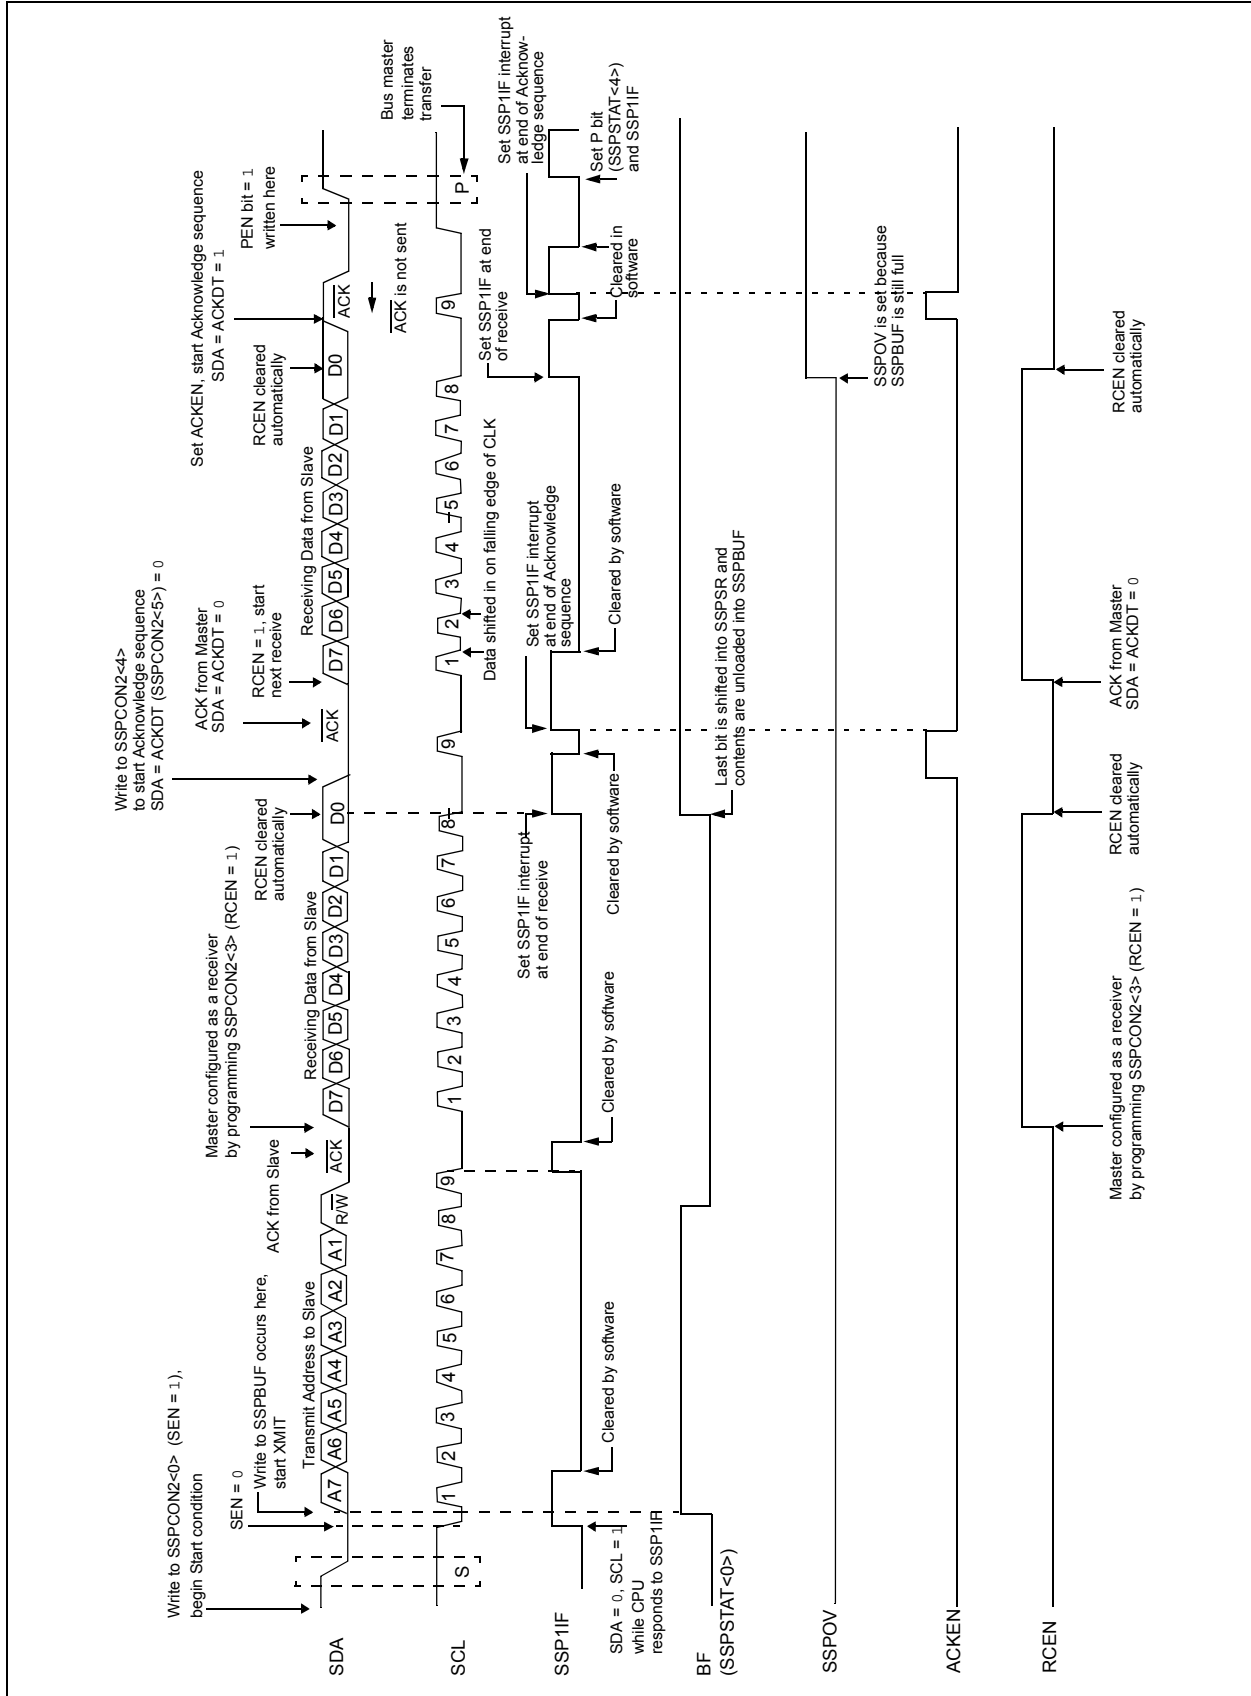 Write to SSPCON2<0> (SEN = 1),
begin Start condition
SEN = 0
Write to SSPBUF occurs here,
start XMIT
ACK from Slave
Master configured as a receiver
by programming SSPCON2<3> (RCEN = 1)
RCEN cleared
automatically
Write to SSPCON2<4>
to start Acknowledge sequence
SDA = ACKDT (SSPCON2<5>) = 0
ACK from Master
SDA = ACKDT = 0
RCEN = 1, start
next receive
RCEN cleared
automatically
Set ACKEN, start Acknowledge sequence
SDA = ACKDT = 1
PEN bit = 1
written here
Transmit Address to Slave
Receiving Data from Slave
Receiving Data from Slave
SDA
A7 A6 A5 A4 A3 A2 A1 R/W ACK D7 D6 D5 D4 D3 D2 D1 D0 ACK D7 D6 D5 D4 D3 D2 D1 D0 ACK
ACK is not sent
Bus master
terminates
transfer
SCL
S 1 2 3 4 5 6 7 8 9 1 2 3 4 5 6 7 8 9 1 2 3 4 5 6 7 8 9 P
Data shifted in on falling edge of CLK
Set SSP1IF interrupt
at end of receive
Set SSP1IF interrupt
at end of Acknowledge
sequence
Set SSP1IF at end
of receive
Set SSP1IF interrupt
at end of Acknow-
ledge sequence
SSP1IF
SDA = 0, SCL = 1
while CPU
responds to SSP1IF
Cleared by software
Cleared by software
Cleared by software
Cleared by software
Cleared in
software
Set P bit
(SSPSTAT<4>)
and SSP1IF
BF
(SSPSTAT<0>)
Last bit is shifted into SSPSR and
contents are unloaded into SSPBUF
SSPOV
SSPOV is set because
SSPBUF is still full
ACKEN
RCEN
Master configured as a receiver
by programming SSPCON2<3> (RCEN = 1)
RCEN cleared
automatically
ACK from Master
SDA = ACKDT = 0
RCEN cleared
automatically